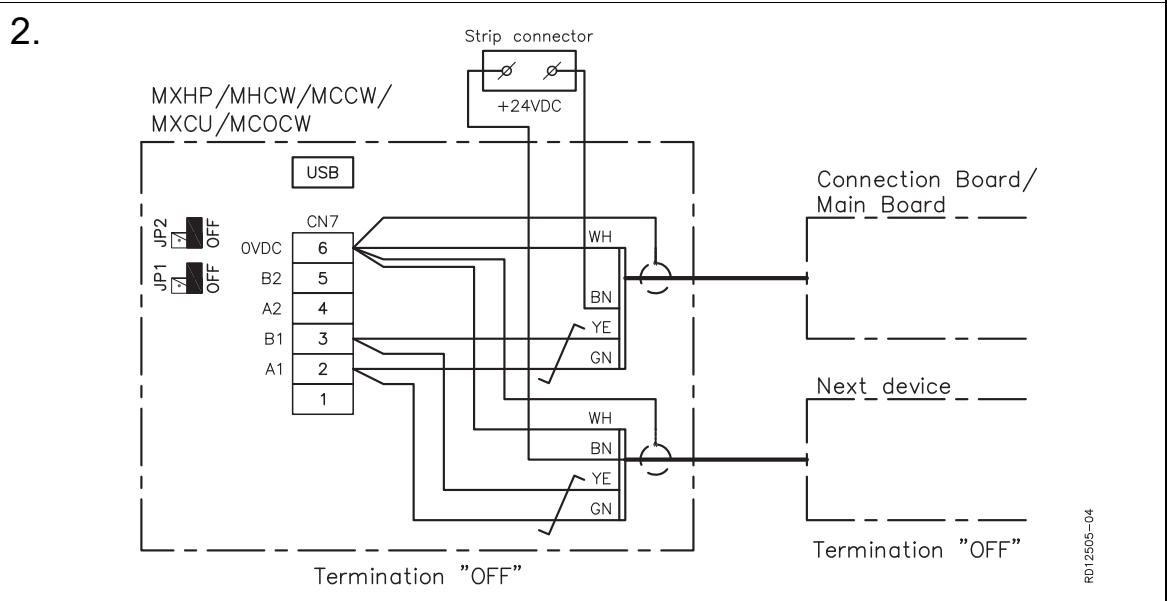 2.
Strip connector
+24VDC
MXHP/MHCW/MCCW/
MXCU/MCOCW
USB
CN7
JP2
OFF
JP1
OFF
0VDC 6
B2 5
A2 4
B1 3
A1 2
1
WH
BN
YE
GN
WH
BN
YE
GN
Connection Board/
Main Board
Next device
Termination "OFF"
Termination "OFF"
RD12505-04